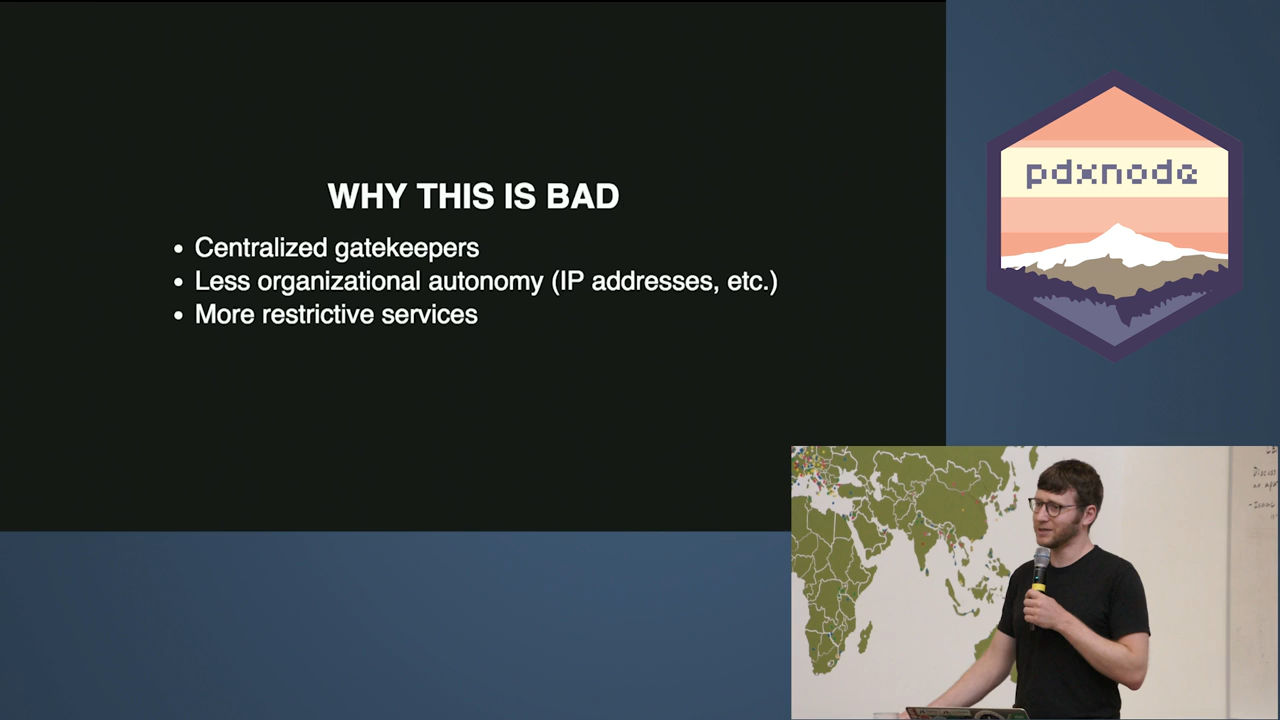 WHY THIS IS BAD
• Centralized gatekeepers
• Less organizational autonomy (IP addresses, etc.)
• More restrictive services
pdxnode